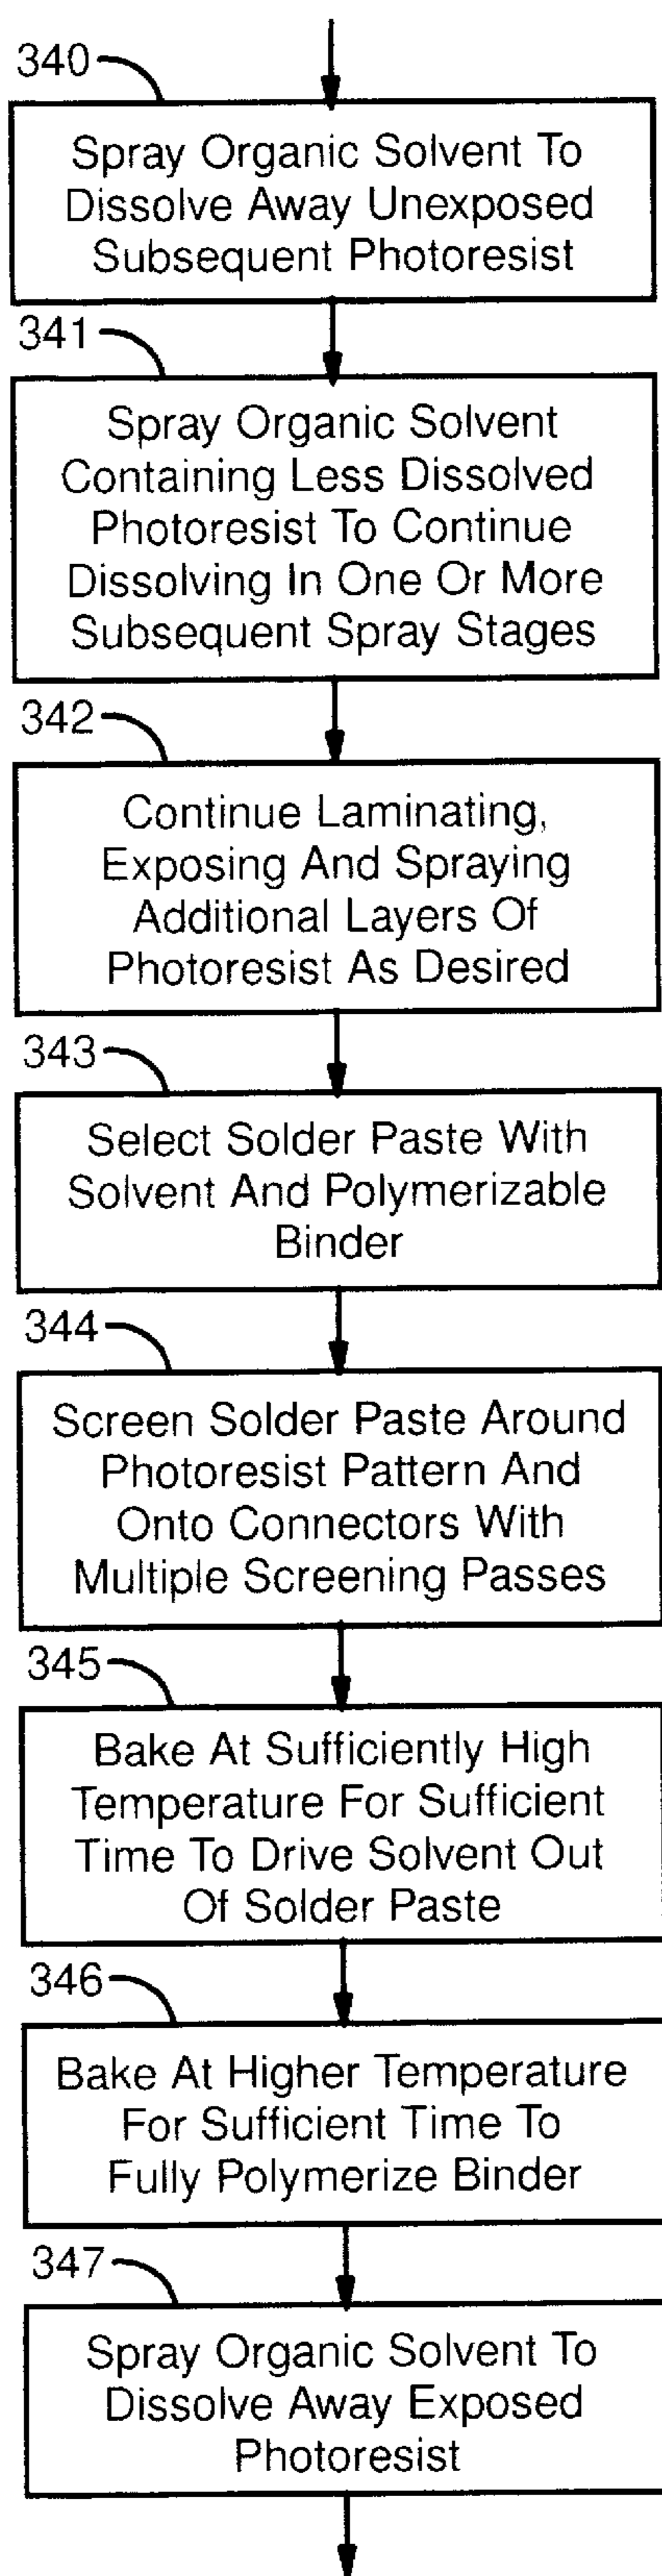 340
Spray Organic Solvent To
Dissolve Away Unexposed
Subsequent Photoresist
341
Spray Organic Solvent
Containing Less Dissolved
Photoresist To Continue
Dissolving In One Or More
Subsequent Spray Stages
342
Continue Laminating,
Exposing And Spraying
Additional Layers Of
Photoresist As Desired
343
Select Solder Paste With
Solvent And Polymerizable
Binder
344
Screen Solder Paste Around
Photoresist Pattern And
Onto Connectors With
Multiple Screening Passes
345
Bake At Sufficiently High
Temperature For Sufficient
Time To Drive Solvent Out
Of Solder Paste
346
Bake At Higher Temperature
For Sufficient Time To
Fully Polymerize Binder
347
Spray Organic Solvent To
Dissolve Away Exposed
Photoresist